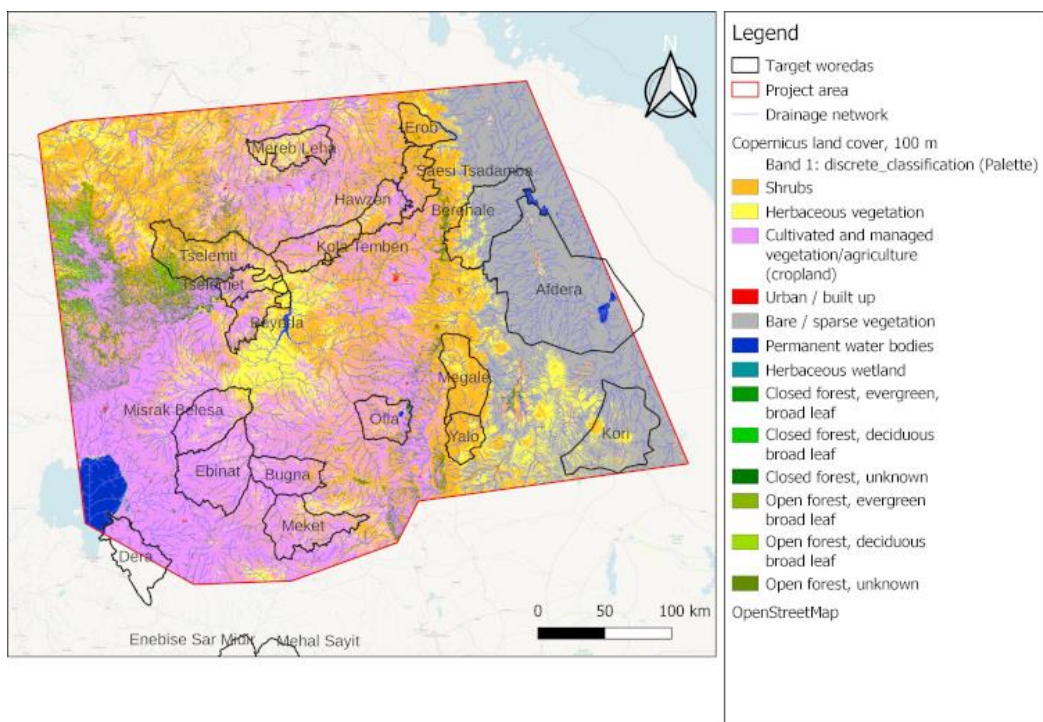 N
Erob
Mereb Leha
Saesi Tsadamba
Hawzen
Berehale
Kola Temben
Tselemti
Tselemet
Afdera
Beyeda
Megale
Misrak Belesa
Ofla
Yalo
Kori
Ebinat
Bugna
Meket
Dera
0 50 100 km
Enebise Sar Midir
Mehal Sayit
Legend
Target woredas
Project area
Drainage network
Copernicus land cover, 100 m
Band 1: discrete_classification (Palette)
Shrubs
Herbaceous vegetation
Cultivated and managed
vegetation/agriculture
(cropland)
Urban / built up
Bare / sparse vegetation
Permanent water bodies
Herbaceous wetland
Closed forest, evergreen,
broad leaf
Closed forest, deciduous
broad leaf
Closed forest, unknown
Open forest, evergreen
broad leaf
Open forest, deciduous
broad leaf
Open forest, unknown
OpenStreetMap